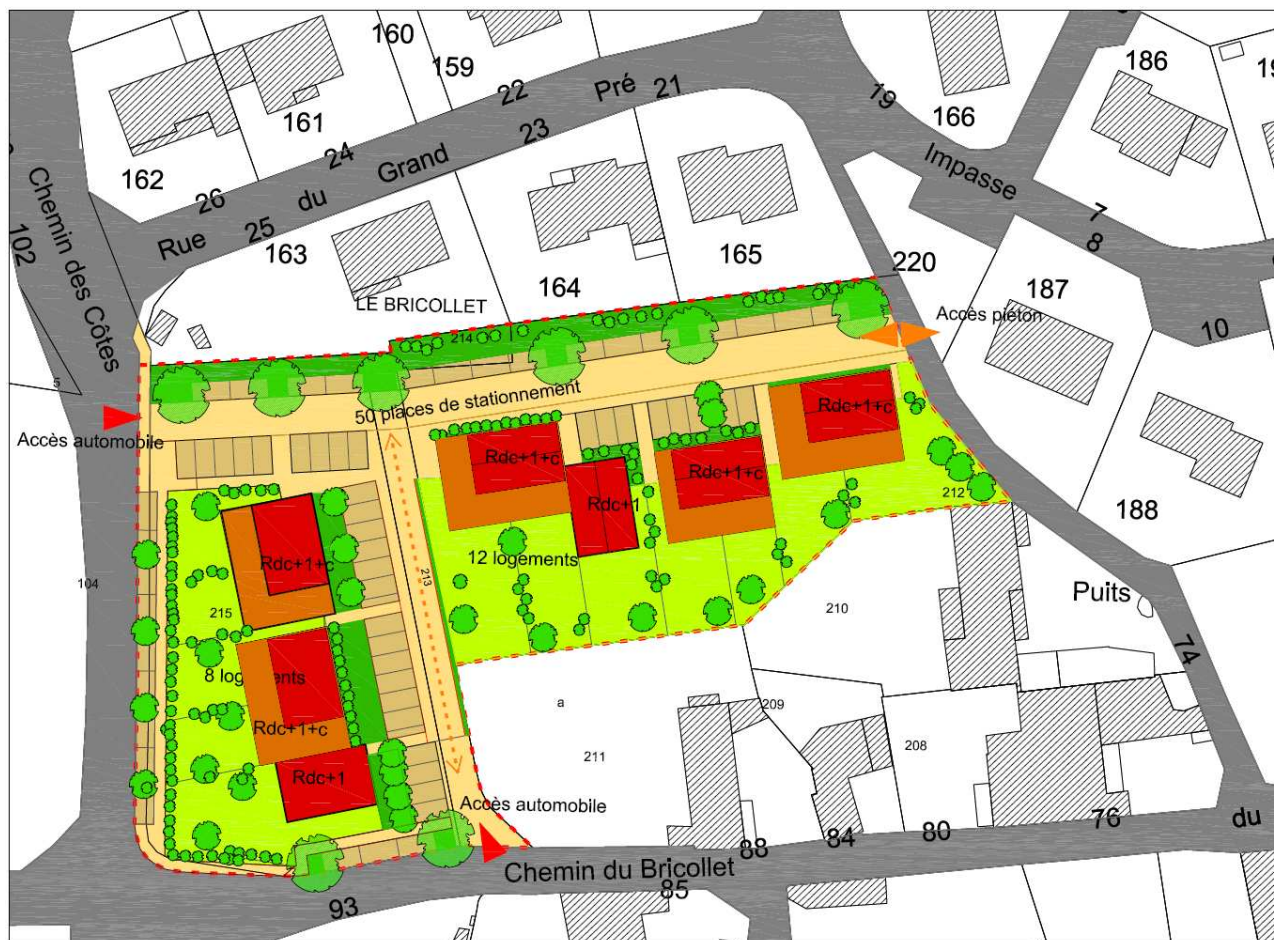 160
159
161
162
22
Pré
21
19
166
186
24
23
26
Grand
du
25
Rue
163
Impasse
7
8
Chemin des Côtes
102
LE BRICOLLET
164
165
220
187
10
Accès piéton
214
5
50 places de stationnement
Accès automobile
Rdc+1+c
Rdc+1+c
Rdc+1+c
Rdc+1
212
188
Rdc+1+c
12 logements
213
104
215
210
Puits
74
8 logements
Rdc+1+c
a
209
211
208
Rdc+1
Accès automobile
88
84
80
76
du
Chemin du Bricollet
85
93